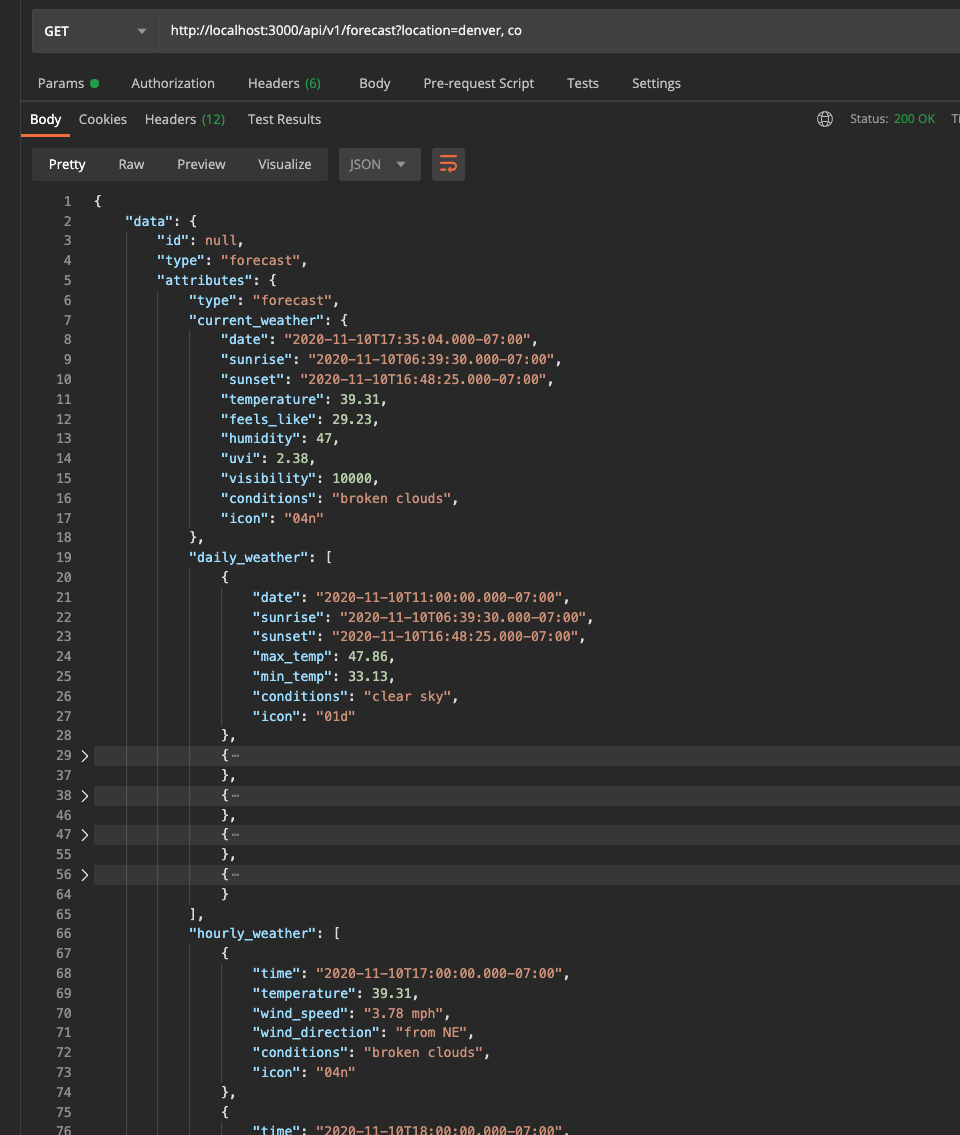 GET http://localhost:3000/api/v1/forecast?location=denver, co
Params Authorization Headers (6) Body Pre-request Script Tests Settings
Body Cookies Headers (12) Test Results Status: 200 OK
Pretty Raw Preview Visualize JSON
1 {
2 "data": {
3 "id": null,
4 "type": "forecast",
5 "attributes": {
6 "type": "forecast",
7 "current_weather": {
8 "date": "2020-11-10T17:35:04.000-07:00",
9 "sunrise": "2020-11-10T06:39:30.000-07:00",
10 "sunset": "2020-11-10T16:48:25.000-07:00",
11 "temperature": 39.31,
12 "feels_like": 29.23,
13 "humidity": 47,
14 "uvi": 2.38,
15 "visibility": 10000,
16 "conditions": "broken clouds",
17 "icon": "04n"
18 },
19 "daily_weather": [
20 {
21 "date": "2020-11-10T11:00:00.000-07:00",
22 "sunrise": "2020-11-10T06:39:30.000-07:00",
23 "sunset": "2020-11-10T16:48:25.000-07:00",
24 "max_temp": 47.86,
25 "min_temp": 33.13,
26 "conditions": "clear sky",
27 "icon": "01d"
28 },
29 { ⋯
37 },
38 { ⋯
46 },
47 { ⋯
55 },
56 { ⋯
64 }
65 ],
66 "hourly_weather": [
67 {
68 "time": "2020-11-10T17:00:00.000-07:00",
69 "temperature": 39.31,
70 "wind_speed": "3.78 mph",
71 "wind_direction": "from NE",
72 "conditions": "broken clouds",
73 "icon": "04n"
74 },
75 {
76 "time": "2020-11-10T18:00:00.000-07:00",